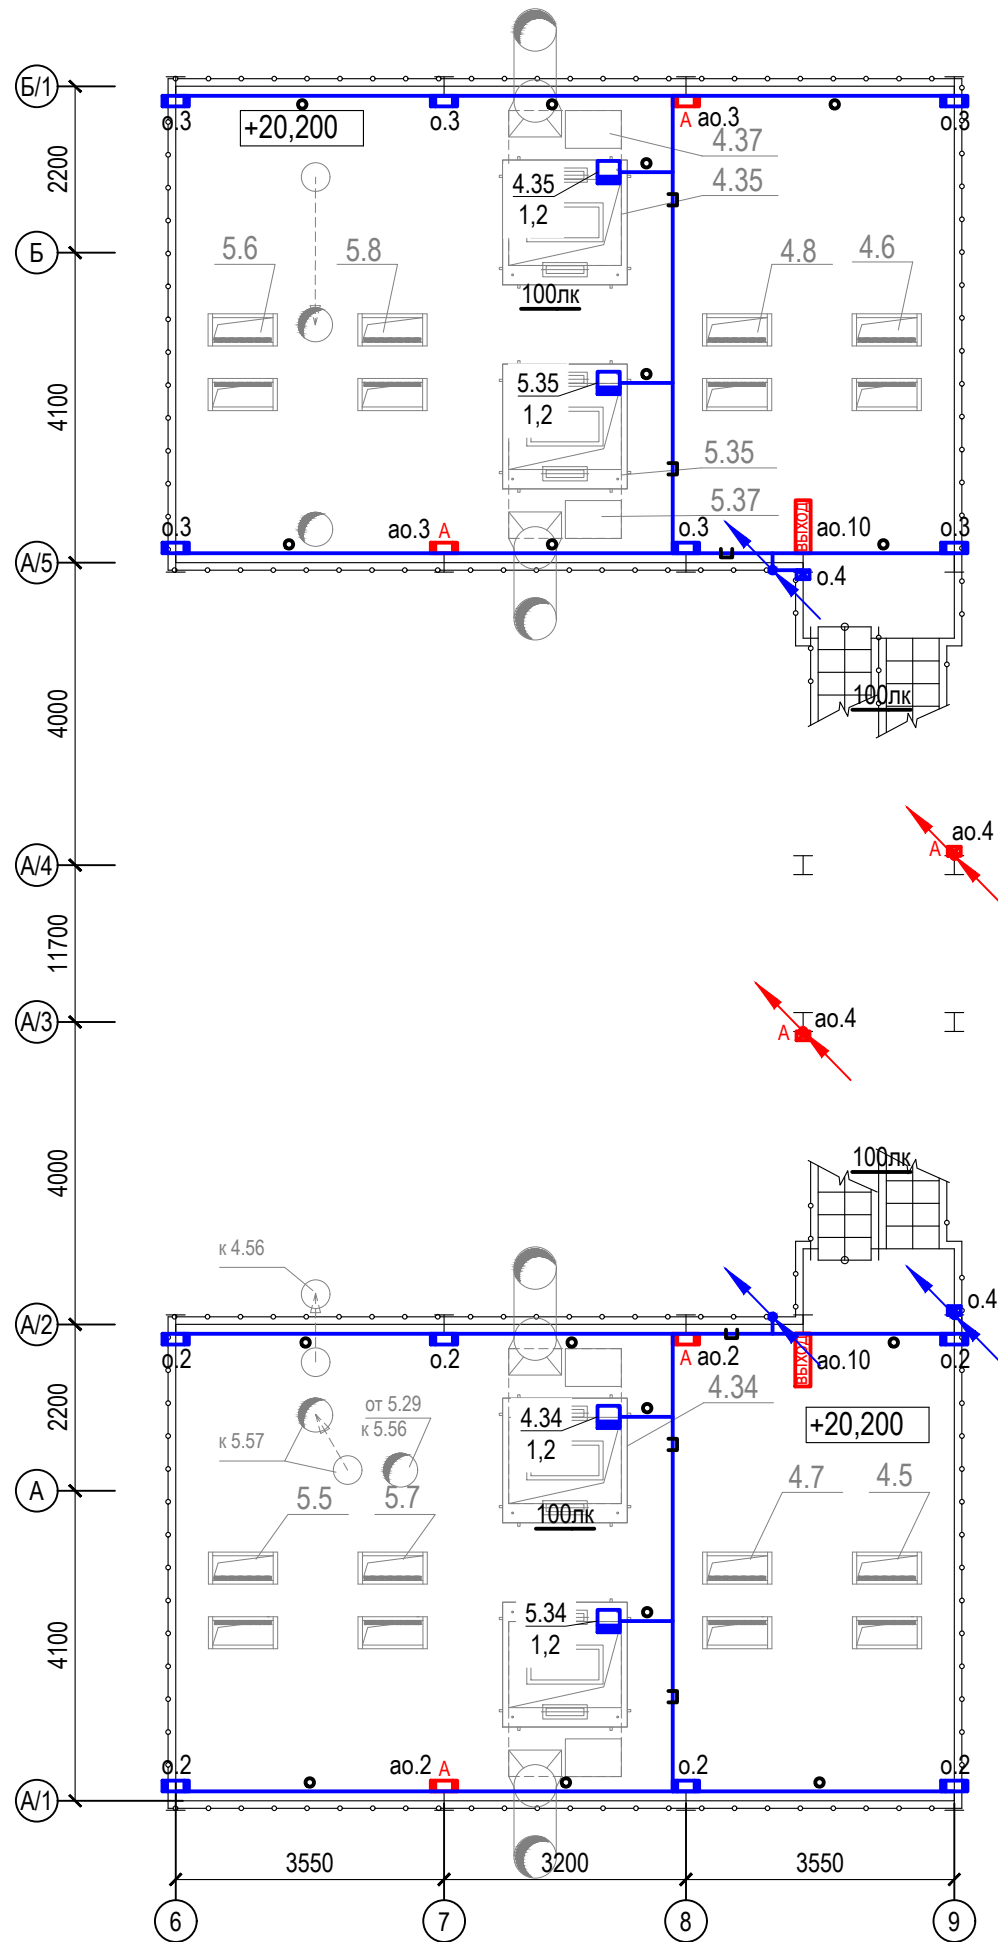 Б/1
о.3
+20,200
о.3
А
ао.3
о.3
4.37
2200
4.35
1,2
4.35
Б
5.6
5.8
4.8
4.6
100лк
4100
5.35
1,2
5.35
5.37
о.3
ао.3
А
о.3
ВЫХОД
ао.10
о.3
А/5
о.4
4000
100лк
ао.4
А
А/4
11700
А/3
ао.4
А
4000
100лк
к 4.56
о.4
А/2
о.2
о.2
А
ао.2
ВЫХОД
ао.10
о.2
4.34
2200
от 5.29
к 5.56
к 5.57
4.34
1,2
+20,200
А
5.5
5.7
4.7
4.5
100лк
4100
5.34
1,2
о.2
ао.2
А
о.2
о.2
А/1
3550
3200
3550
6
7
8
9